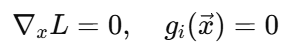 ∇ₓL = 0, gᵢ(x⃗) = 0